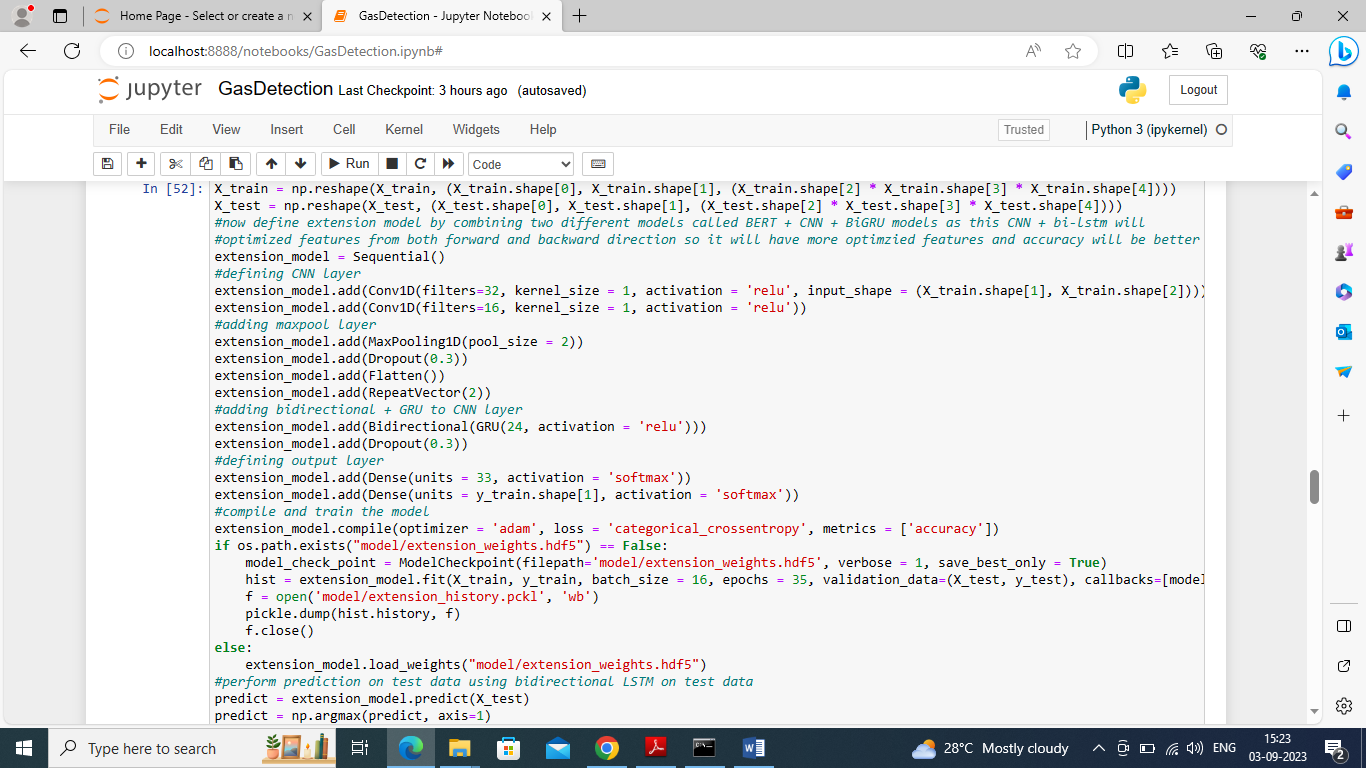 Home Page - Select or create a n
GasDetection - Jupyter Notebook
localhost:8888/notebooks/GasDetection.ipynb#
jupyter GasDetection Last Checkpoint: 3 hours ago (autosaved)
Logout
File Edit View Insert Cell Kernel Widgets Help
Trusted
Python 3 (ipykernel)
Run
Code
In [52]:
X_train = np.reshape(X_train, (X_train.shape[0], X_train.shape[1], (X_train.shape[2] * X_train.shape[3] * X_train.shape[4])))
X_test = np.reshape(X_test, (X_test.shape[0], X_test.shape[1], (X_test.shape[2] * X_test.shape[3] * X_test.shape[4])))
#now define extension model by combining two different models called BERT + CNN + BiGRU models as this CNN + bi-lstm will
#optimized features from both forward and backward direction so it will have more optimzied features and accuracy will be better
extension_model = Sequential()
#defining CNN layer
extension_model.add(Conv1D(filters=32, kernel_size = 1, activation = 'relu', input_shape = (X_train.shape[1], X_train.shape[2])))
extension_model.add(Conv1D(filters=16, kernel_size = 1, activation = 'relu'))
#adding maxpool layer
extension_model.add(MaxPooling1D(pool_size = 2))
extension_model.add(Dropout(0.3))
extension_model.add(Flatten())
extension_model.add(RepeatVector(2))
#adding bidirectional + GRU to CNN layer
extension_model.add(Bidirectional(GRU(24, activation = 'relu')))
extension_model.add(Dropout(0.3))
#defining output layer
extension_model.add(Dense(units = 33, activation = 'softmax'))
extension_model.add(Dense(units = y_train.shape[1], activation = 'softmax'))
#compile and train the model
extension_model.compile(optimizer = 'adam', loss = 'categorical_crossentropy', metrics = ['accuracy'])
if os.path.exists("model/extension_weights.hdf5") == False:
    model_check_point = ModelCheckpoint(filepath='model/extension_weights.hdf5', verbose = 1, save_best_only = True)
    hist = extension_model.fit(X_train, y_train, batch_size = 16, epochs = 35, validation_data=(X_test, y_test), callbacks=[model
    f = open('model/extension_history.pckl', 'wb')
    pickle.dump(hist.history, f)
    f.close()
else:
    extension_model.load_weights("model/extension_weights.hdf5")
#perform prediction on test data using bidirectional LSTM on test data
predict = extension_model.predict(X_test)
predict = np.argmax(predict, axis=1)
Type here to search
28°C Mostly cloudy
ENG
15:23
03-09-2023
2